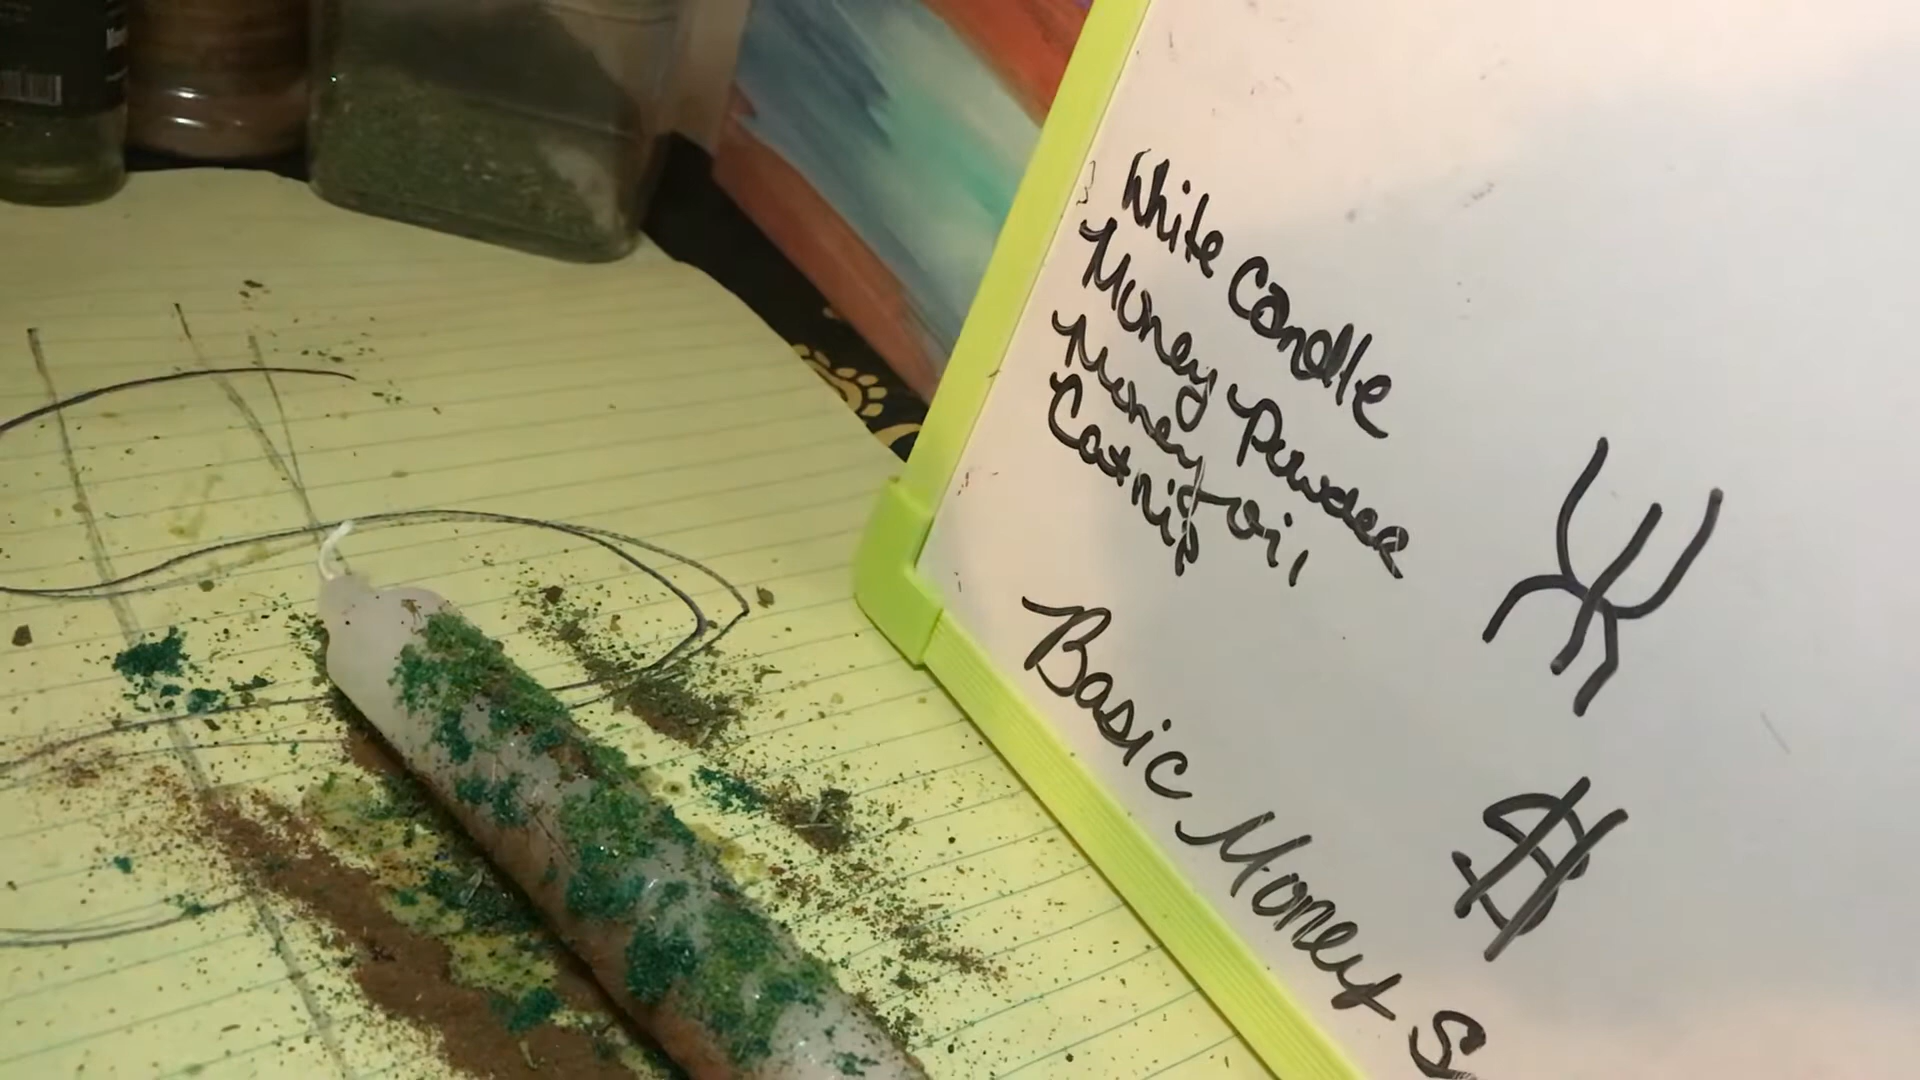 White Candle
Money Powder
Money oil
Catnip
Basic Money S
$